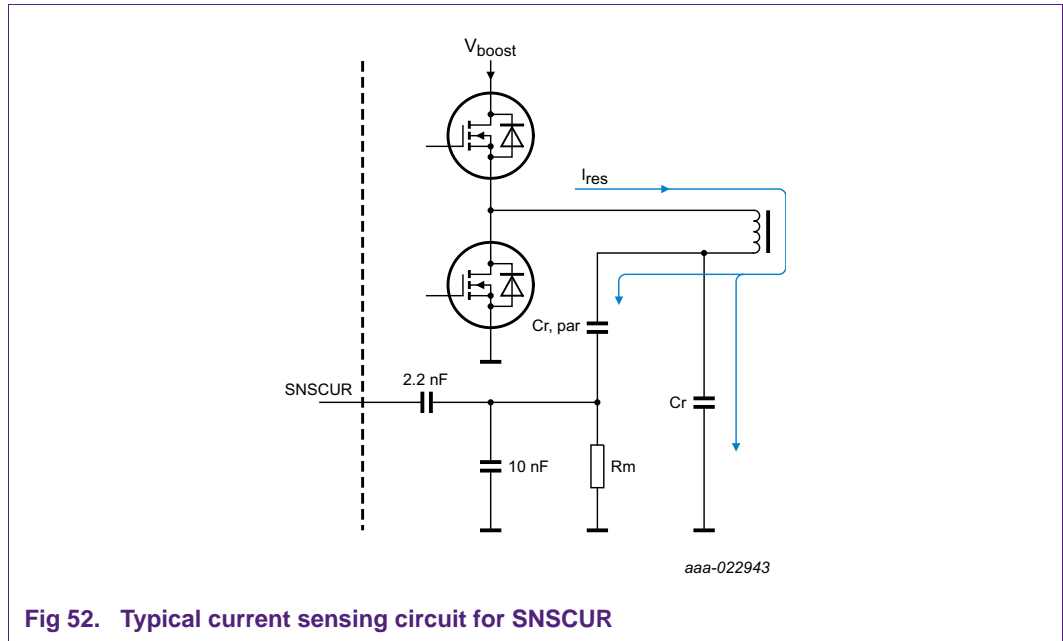 Vboost
Ires
Cr, par
2.2 nF
SNSCUR
Cr
10 nF
Rm
aaa-022943
Fig 52. Typical current sensing circuit for SNSCUR